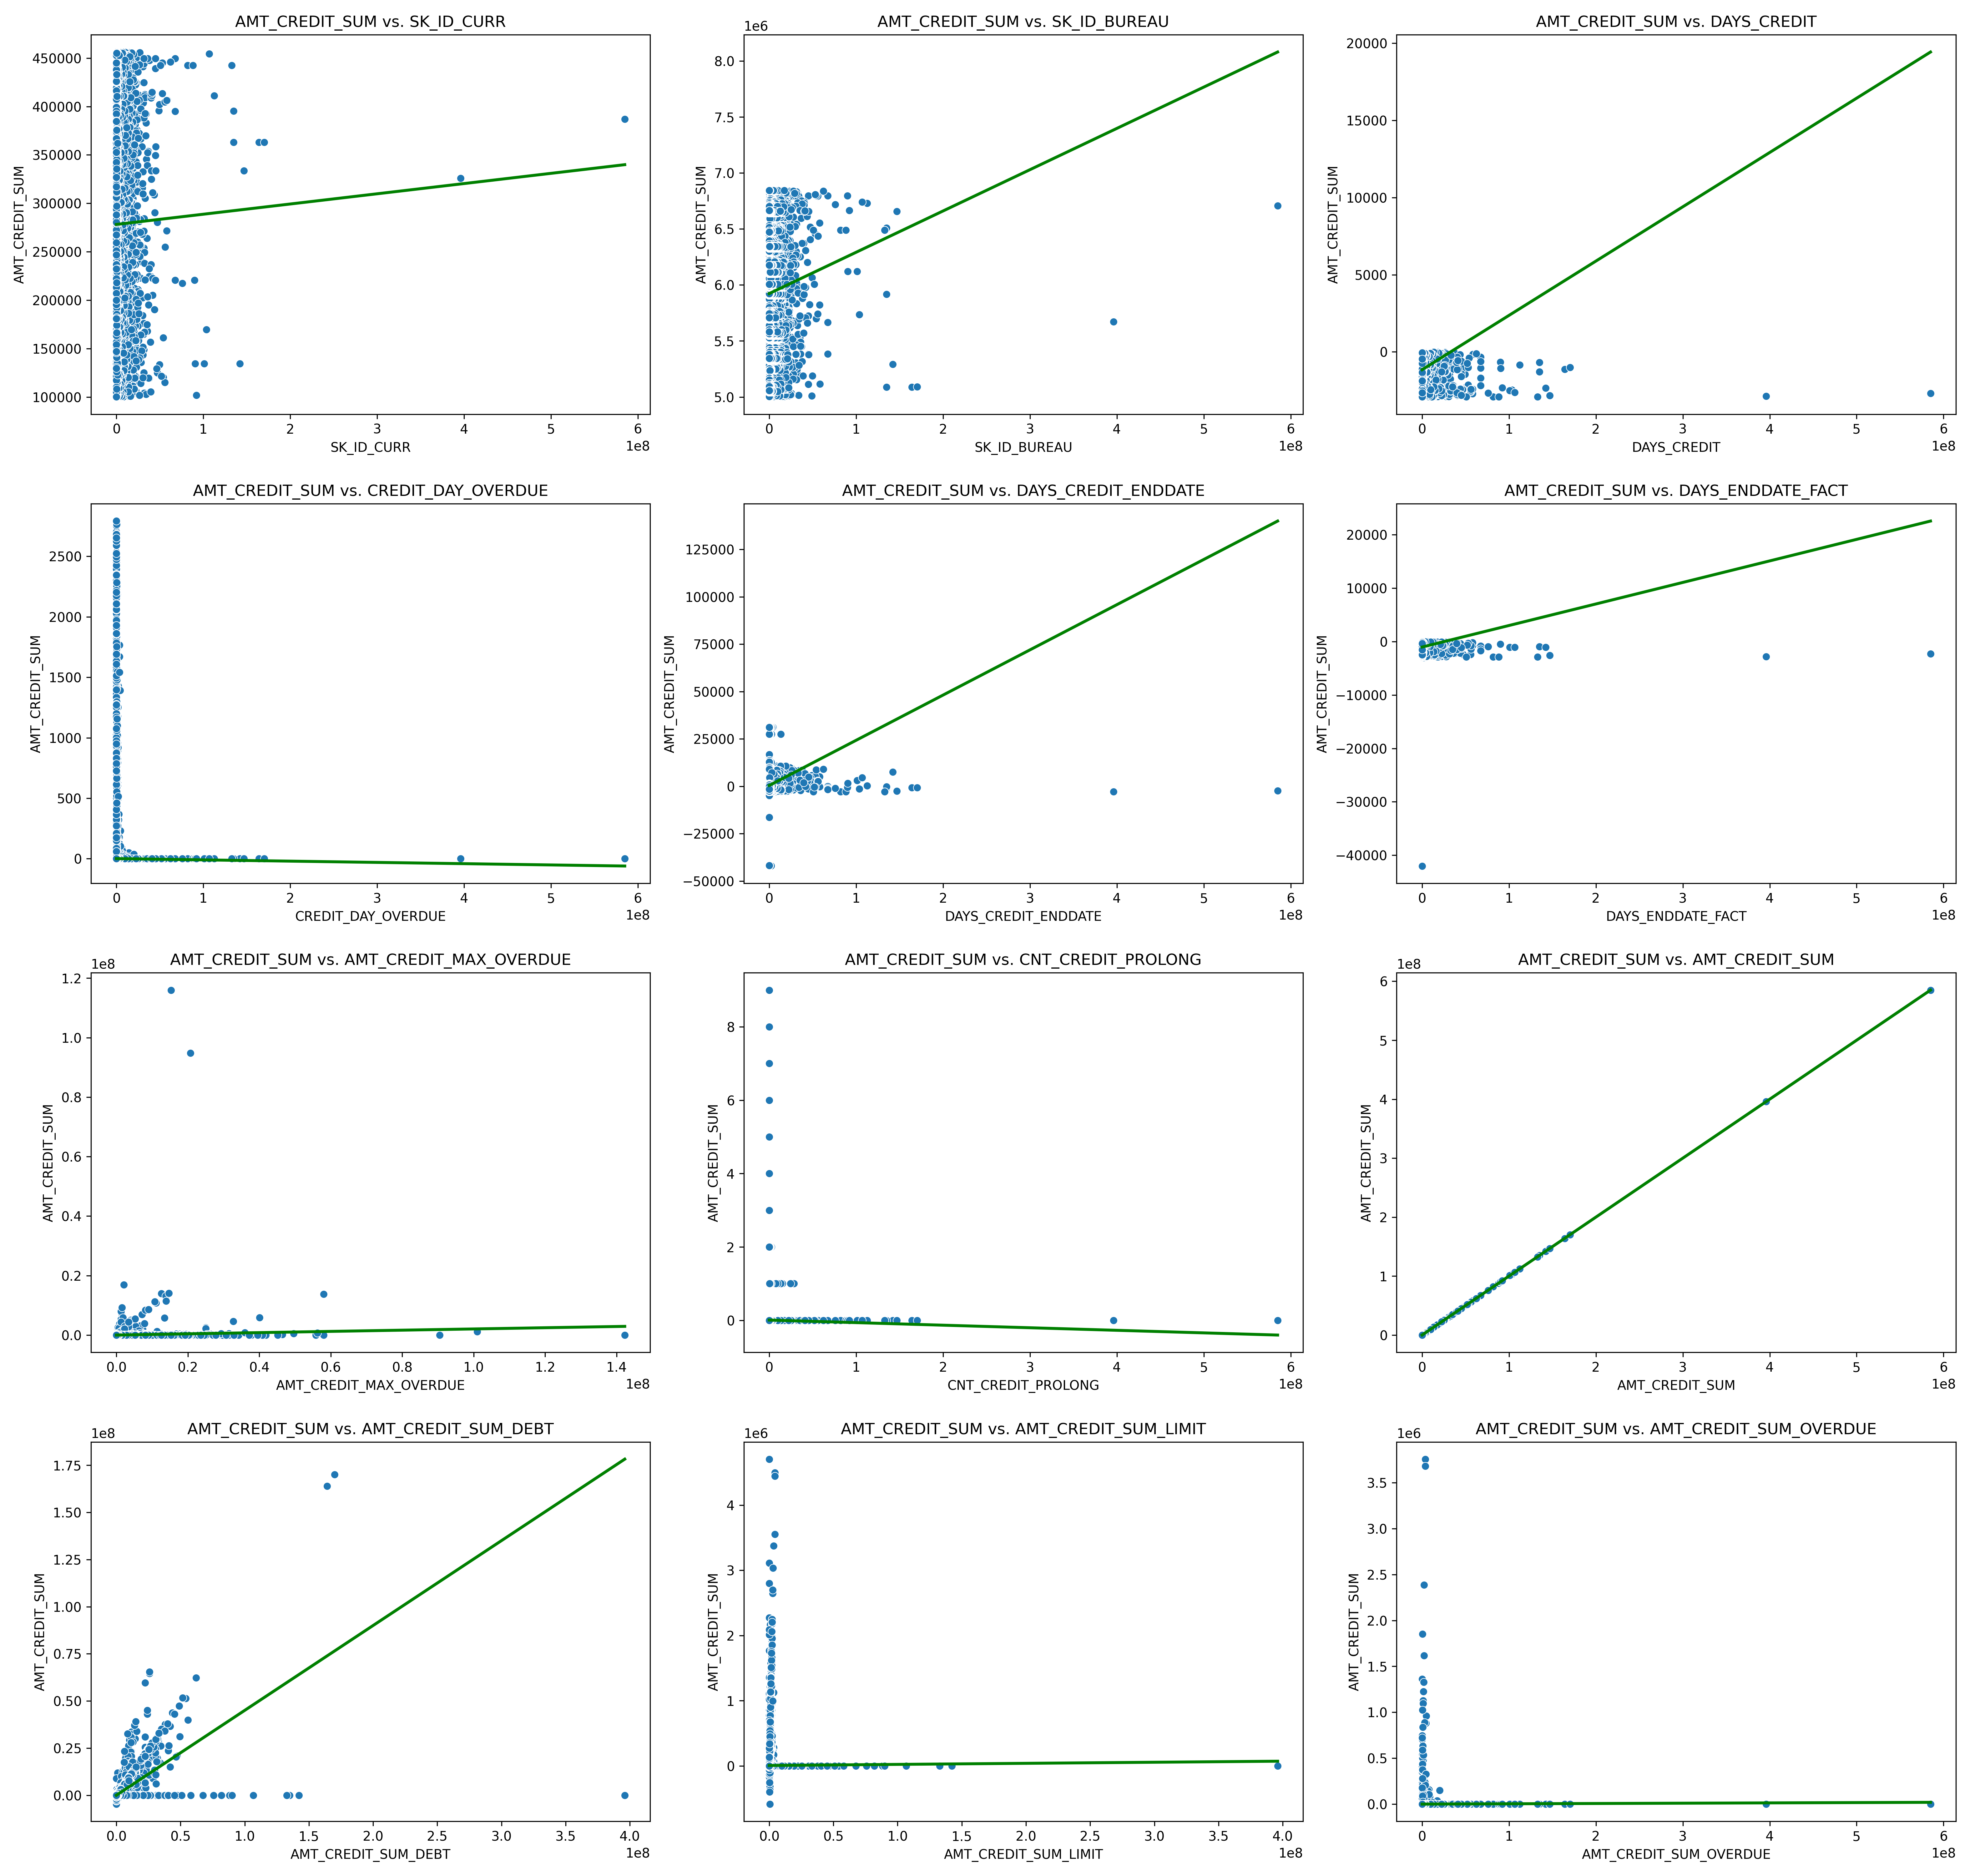 AMT_CREDIT_SUM vs. SK_ID_CURR
450000
400000
350000
300000
250000
200000
150000
100000
AMT_CREDIT_SUM
0 1 2 3 4 5 6
1e8
SK_ID_CURR
AMT_CREDIT_SUM vs. SK_ID_BUREAU
1e6
8.0
7.5
7.0
6.5
6.0
5.5
5.0
AMT_CREDIT_SUM
0 1 2 3 4 5 6
1e8
SK_ID_BUREAU
AMT_CREDIT_SUM vs. DAYS_CREDIT
20000
15000
10000
5000
0
AMT_CREDIT_SUM
0 1 2 3 4 5 6
1e8
DAYS_CREDIT
AMT_CREDIT_SUM vs. CREDIT_DAY_OVERDUE
2500
2000
1500
1000
500
0
AMT_CREDIT_SUM
0 1 2 3 4 5 6
1e8
CREDIT_DAY_OVERDUE
AMT_CREDIT_SUM vs. DAYS_CREDIT_ENDDATE
125000
100000
75000
50000
25000
0
−25000
−50000
AMT_CREDIT_SUM
0 1 2 3 4 5 6
1e8
DAYS_CREDIT_ENDDATE
AMT_CREDIT_SUM vs. DAYS_ENDDATE_FACT
20000
10000
0
−10000
−20000
−30000
−40000
AMT_CREDIT_SUM
0 1 2 3 4 5 6
1e8
DAYS_ENDDATE_FACT
AMT_CREDIT_SUM vs. AMT_CREDIT_MAX_OVERDUE
1e8
1.2
1.0
0.8
0.6
0.4
0.2
0.0
AMT_CREDIT_SUM
0.0 0.2 0.4 0.6 0.8 1.0 1.2 1.4
1e8
AMT_CREDIT_MAX_OVERDUE
AMT_CREDIT_SUM vs. CNT_CREDIT_PROLONG
8
6
4
2
0
AMT_CREDIT_SUM
0 1 2 3 4 5 6
1e8
CNT_CREDIT_PROLONG
AMT_CREDIT_SUM vs. AMT_CREDIT_SUM
1e8
6
5
4
3
2
1
0
AMT_CREDIT_SUM
0 1 2 3 4 5 6
1e8
AMT_CREDIT_SUM
AMT_CREDIT_SUM vs. AMT_CREDIT_SUM_DEBT
1e8
1.75
1.50
1.25
1.00
0.75
0.50
0.25
0.00
AMT_CREDIT_SUM
0.0 0.5 1.0 1.5 2.0 2.5 3.0 3.5 4.0
1e8
AMT_CREDIT_SUM_DEBT
AMT_CREDIT_SUM vs. AMT_CREDIT_SUM_LIMIT
1e6
4
3
2
1
0
AMT_CREDIT_SUM
0.0 0.5 1.0 1.5 2.0 2.5 3.0 3.5 4.0
1e8
AMT_CREDIT_SUM_LIMIT
AMT_CREDIT_SUM vs. AMT_CREDIT_SUM_OVERDUE
1e6
3.5
3.0
2.5
2.0
1.5
1.0
0.5
0.0
AMT_CREDIT_SUM
0 1 2 3 4 5 6
1e8
AMT_CREDIT_SUM_OVERDUE